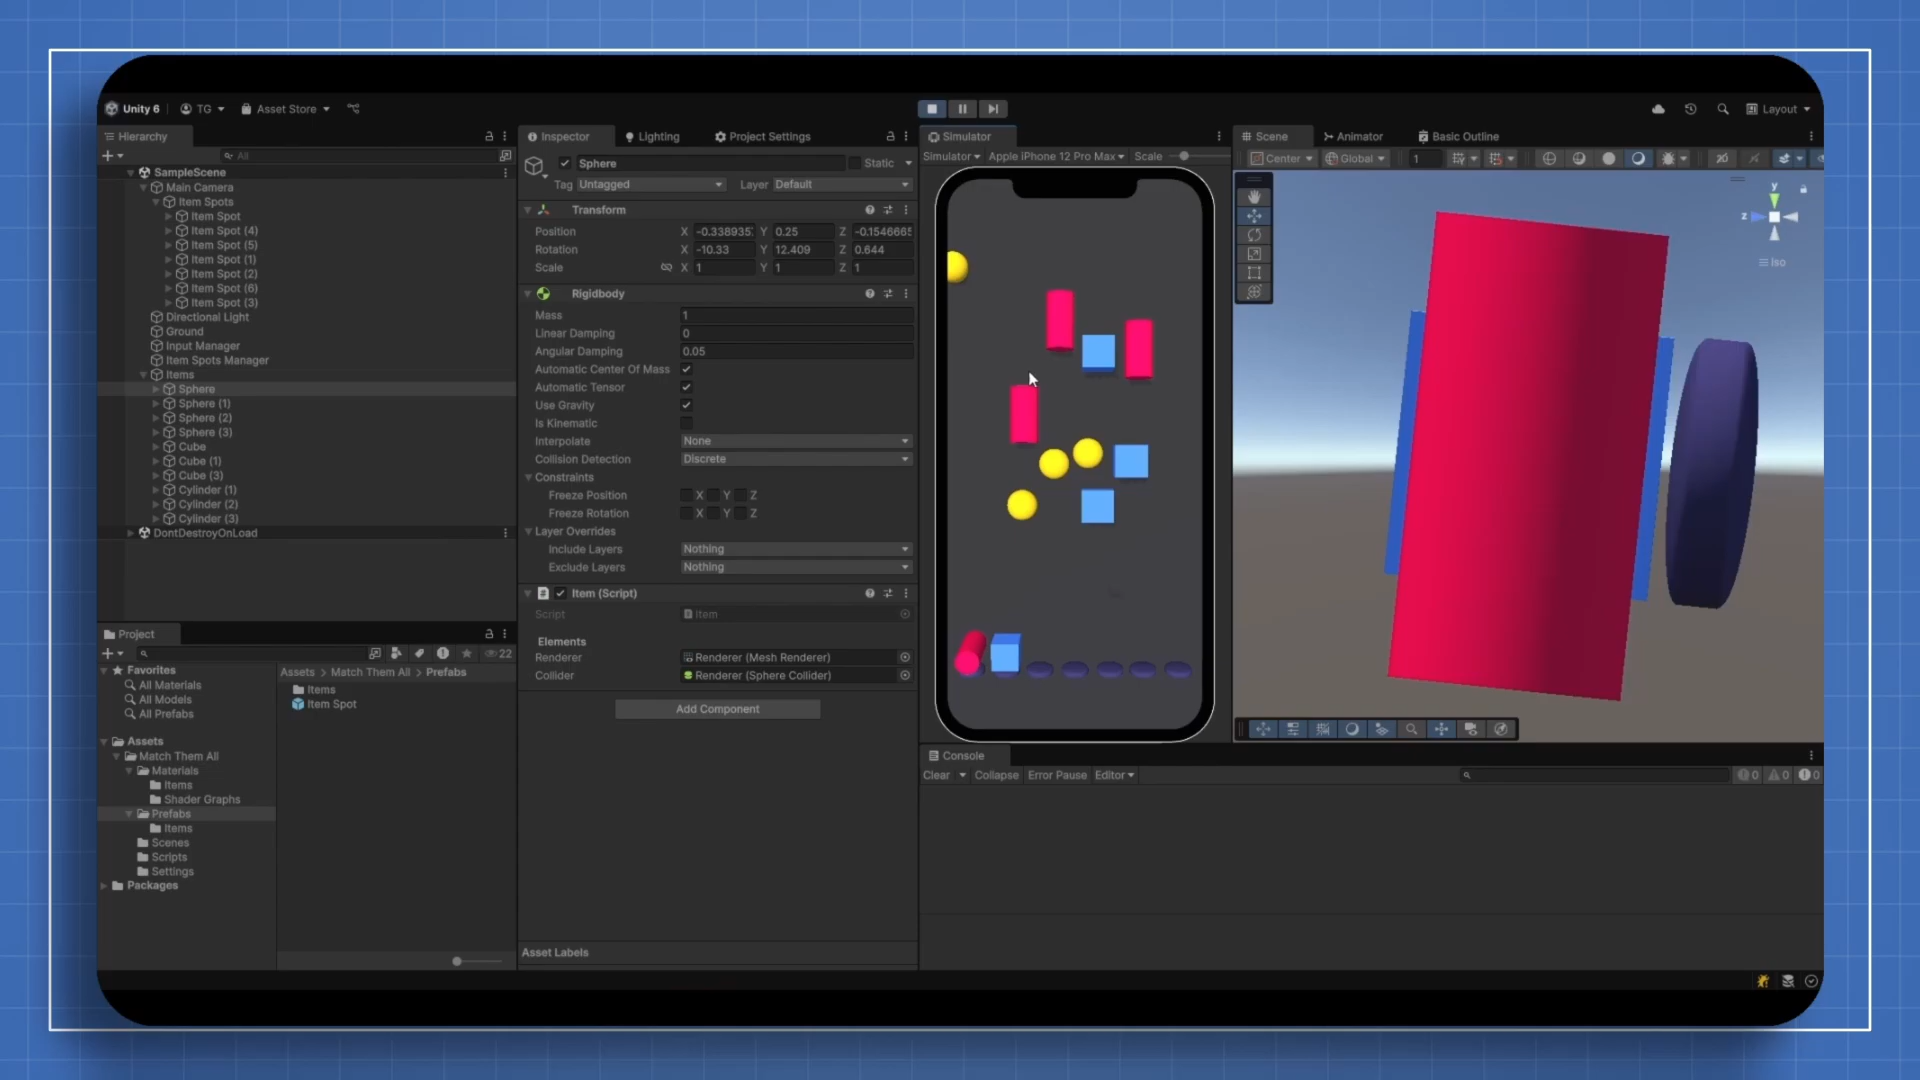 Unity 6
TG
Asset Store
Layout
Hierarchy
All
SampleScene
Main Camera
Item Spots
Item Spot
Item Spot (4)
Item Spot (5)
Item Spot (1)
Item Spot (2)
Item Spot (6)
Item Spot (3)
Directional Light
Ground
Input Manager
Item Spots Manager
Items
Sphere
Sphere (1)
Sphere (2)
Sphere (3)
Cube
Cube (1)
Cube (3)
Cylinder (1)
Cylinder (2)
Cylinder (3)
DontDestroyOnLoad
Project
22
Favorites
All Materials
All Models
All Prefabs
Assets
Match Them All
Materials
Items
Shader Graphs
Prefabs
Items
Scenes
Scripts
Settings
Packages
Assets > Match Them All > Prefabs
Items
Item Spot
Inspector
Lighting
Project Settings
Sphere
Static
Tag Untagged Layer Default
Transform
Position X -0.338935 Y 0.25 Z -0.1546665
Rotation X -10.33 Y 12.409 Z 0.644
Scale X 1 Y 1 Z 1
Rigidbody
Mass 1
Linear Damping 0
Angular Damping 0.05
Automatic Center Of Mass
Automatic Tensor
Use Gravity
Is Kinematic
Interpolate None
Collision Detection Discrete
Constraints
Freeze Position X Y Z
Freeze Rotation X Y Z
Layer Overrides
Include Layers Nothing
Exclude Layers Nothing
Item (Script)
Script Item
Elements
Renderer Renderer (Mesh Renderer)
Collider Renderer (Sphere Collider)
Add Component
Asset Labels
Simulator
Simulator Apple iPhone 12 Pro Max Scale
Scene
Animator
Basic Outline
Center Global 1
y
z
Iso
Console
Clear Collapse Error Pause Editor
0 0 0